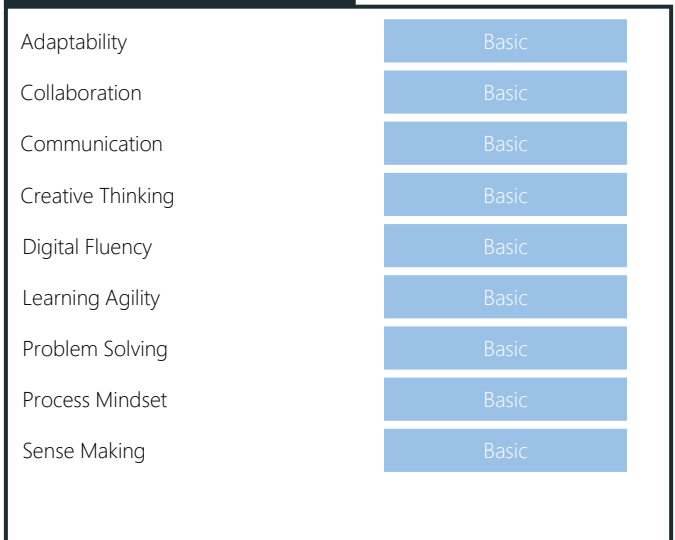 Adaptability Basic
Collaboration Basic
Communication Basic
Creative Thinking Basic
Digital Fluency Basic
Learning Agility Basic
Problem Solving Basic
Process Mindset Basic
Sense Making Basic